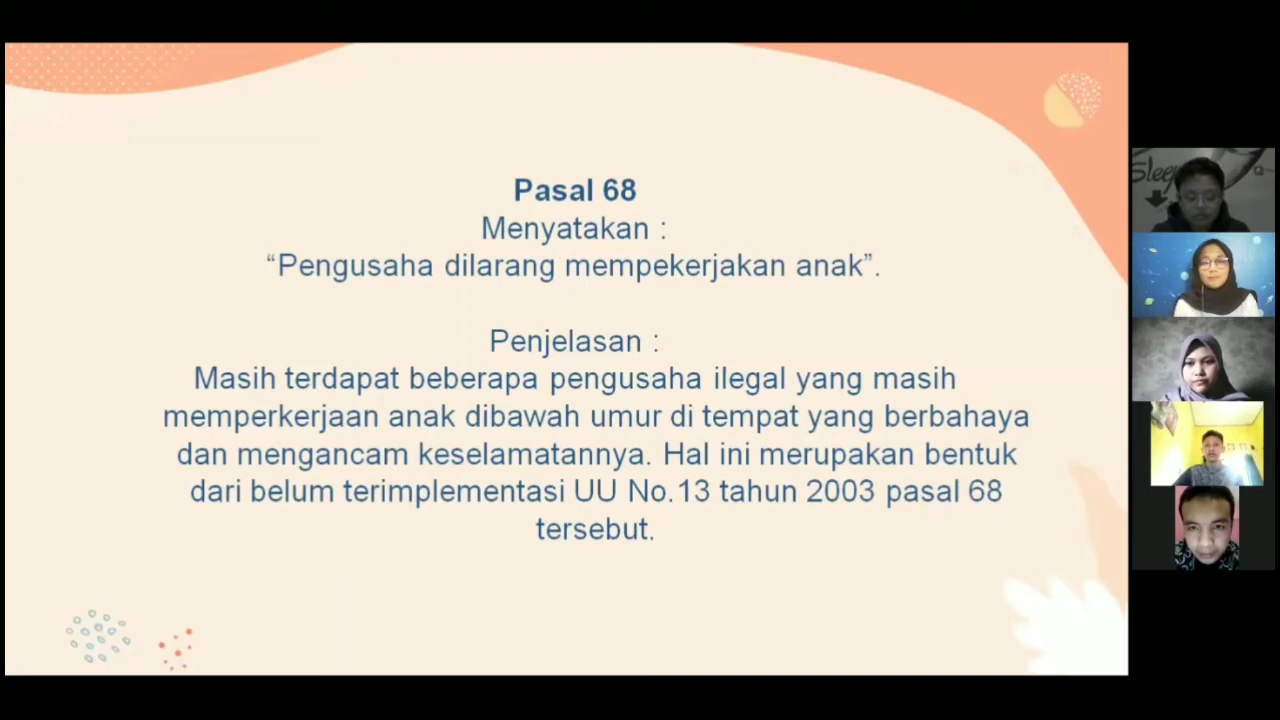 Pasal 68
Menyatakan :
“Pengusaha dilarang mempekerjakan anak”.
Penjelasan :
Masih terdapat beberapa pengusaha ilegal yang masih
memperkerjaan anak dibawah umur di tempat yang berbahaya
dan mengancam keselamatannya. Hal ini merupakan bentuk
dari belum terimplementasi UU No.13 tahun 2003 pasal 68
tersebut.